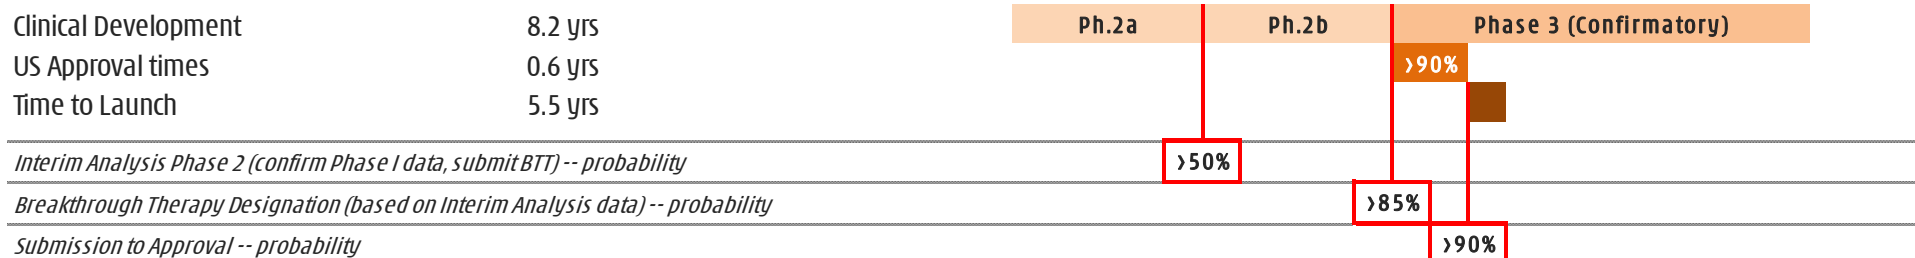 Clinical Development 8.2 yrs Ph.2a Ph.2b Phase 3 (Confirmatory)
US Approval times 0.6 yrs >90%
Time to Launch 5.5 yrs
Interim Analysis Phase 2 (confirm Phase I data, submit BTT) -- probability >50%
Breakthrough Therapy Designation (based on Interim Analysis data) -- probability >85%
Submission to Approval -- probability >90%